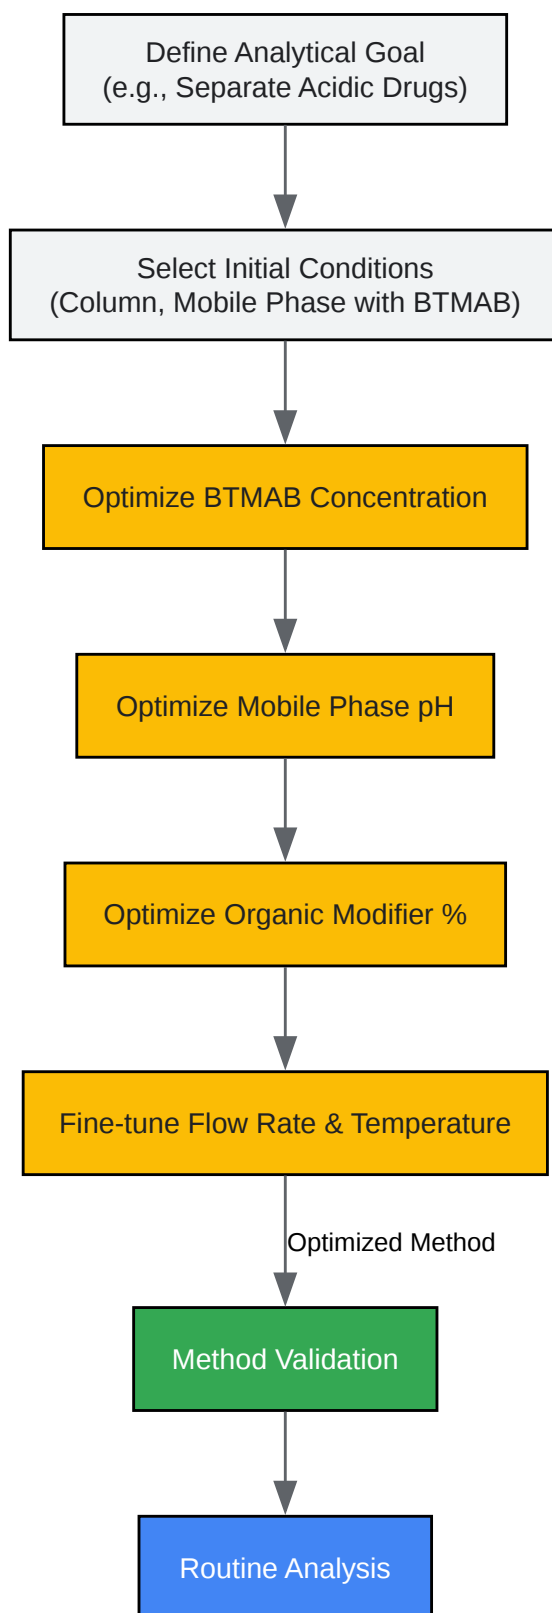 Define Analytical Goal
(e.g., Separate Acidic Drugs)
Select Initial Conditions
(Column, Mobile Phase with BTMAB)
Optimize BTMAB Concentration
Optimize Mobile Phase pH
Optimize Organic Modifier %
Fine-tune Flow Rate & Temperature
Optimized Method
Method Validation
Routine Analysis